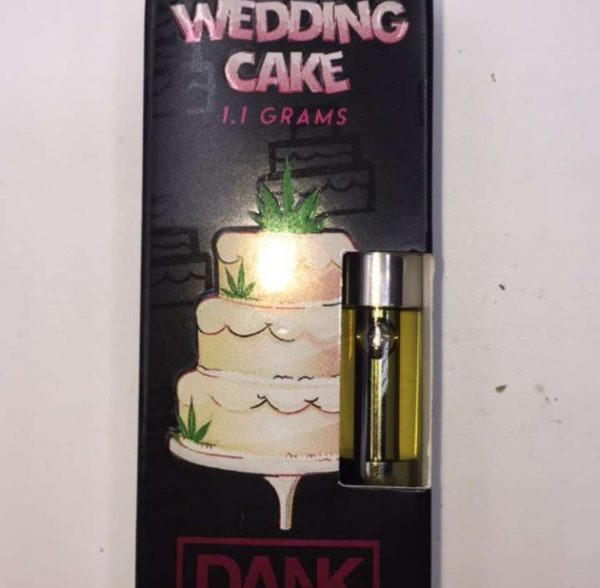 WEDDING
CAKE
1.1 GRAMS
DANK